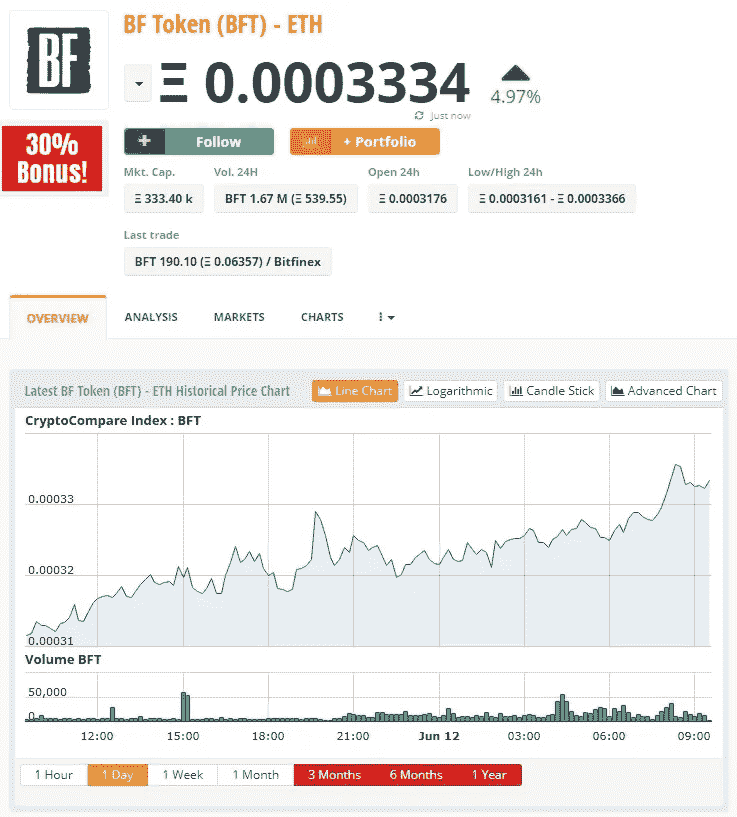 BF Token (BFT) - ETH
BF
Ξ 0.0003334
4.97%
Just now
30%
Bonus!
+ Follow
+ Portfolio
Mkt. Cap. Vol. 24H Open 24h Low/High 24h
Ξ 333.40 k BFT 1.67 M (Ξ 539.55) Ξ 0.0003176 Ξ 0.0003161 - Ξ 0.0003366
Last trade
BFT 190.10 (Ξ 0.06357) / Bitfinex
OVERVIEW ANALYSIS MARKETS CHARTS
Latest BF Token (BFT) - ETH Historical Price Chart Line Chart Logarithmic Candle Stick Advanced Chart
CryptoCompare Index : BFT
0.00033
0.00032
0.00031
Volume BFT
50,000
0
12:00 15:00 18:00 21:00 Jun 12 03:00 06:00 09:00
1 Hour 1 Day 1 Week 1 Month 3 Months 6 Months 1 Year